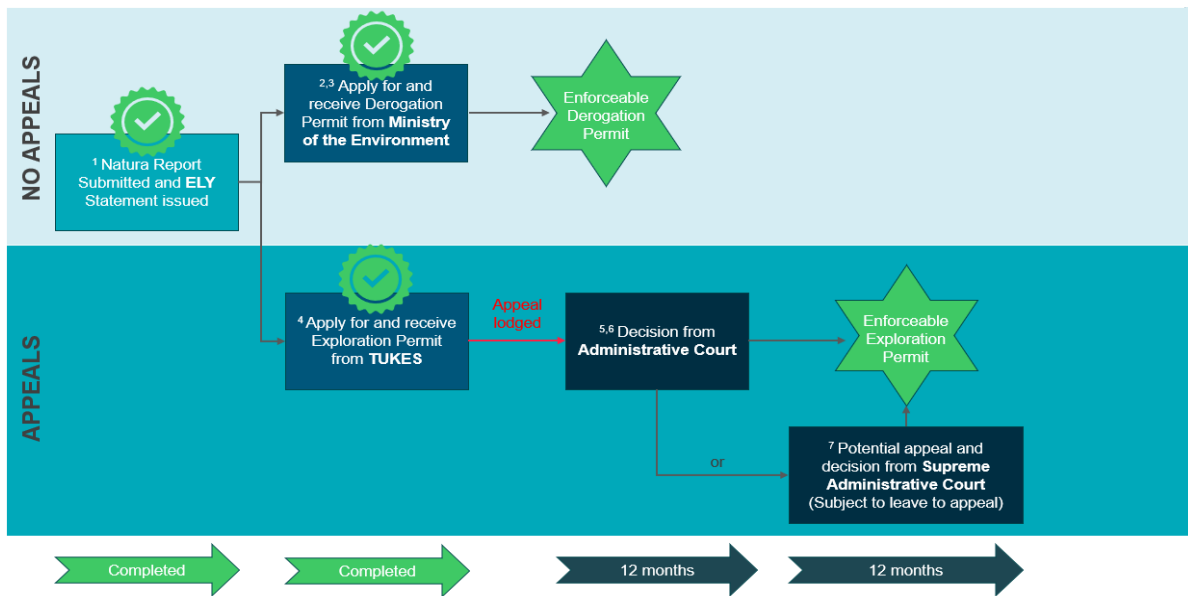 NO APPEALS
2,3 Apply for and
receive Derogation
Permit from Ministry
of the Environment
Enforceable
Derogation
Permit
1 Natura Report
Submitted and ELY
Statement issued
APPEALS
4 Apply for and receive
Exploration Permit
from TUKES
Appeal
lodged
5,6 Decision from
Administrative Court
Enforceable
Exploration
Permit
or
7 Potential appeal and
decision from Supreme
Administrative Court
(Subject to leave to appeal)
Completed
Completed
12 months
12 months